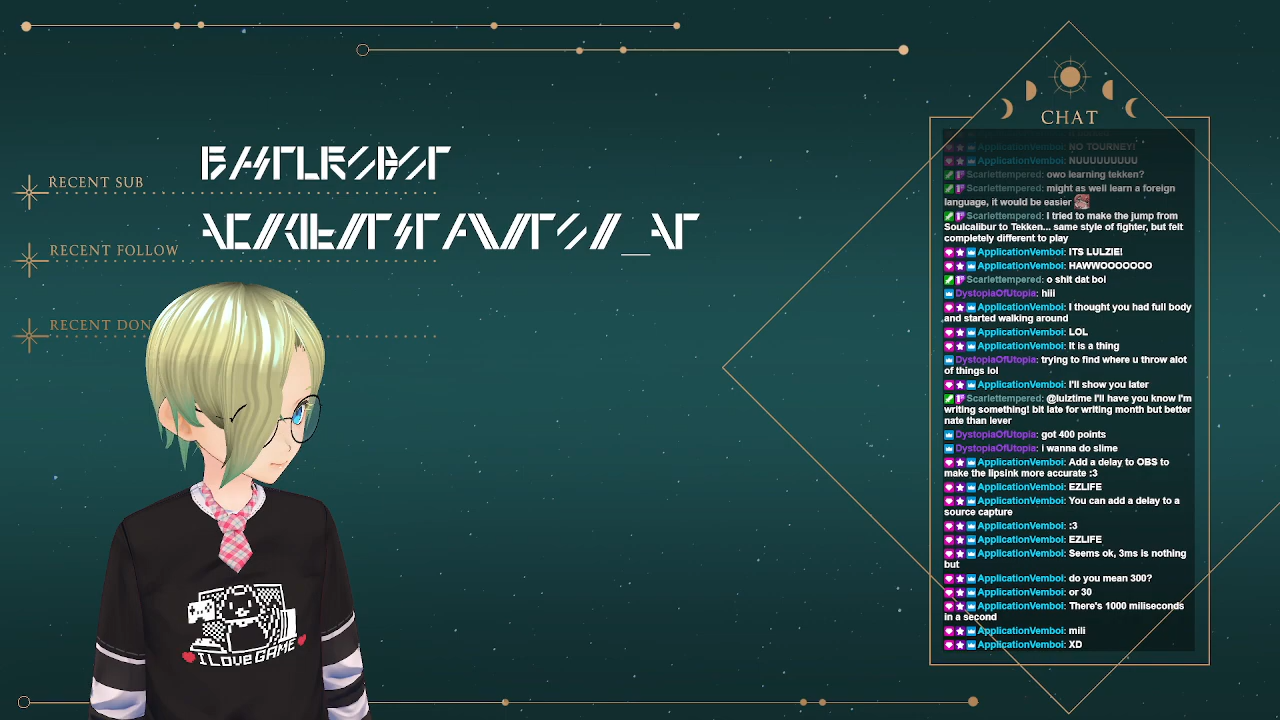 RECENT SUB
RECENT FOLLOW
RECENT DON
I LOVE GAME
CHAT
ApplicationVemboi: NO TOURNEY!
ApplicationVemboi: NUUUUUUUUU
Scarlettempered: owo learning tekken?
Scarlettempered: might as well learn a foreign
language, it would be easier
Scarlettempered: I tried to make the jump from
Soulcalibur to Tekken... same style of fighter, but felt
completely different to play
ApplicationVemboi: ITS LULZIE!
ApplicationVemboi: HAWWOOOOOOO
Scarlettempered: o shit dat boi
DystopiaOfUtopia: hiii
ApplicationVemboi: I thought you had full body
and started walking around
ApplicationVemboi: LOL
ApplicationVemboi: It is a thing
DystopiaOfUtopia: trying to find where u throw alot
of things lol
ApplicationVemboi: I'll show you later
Scarlettempered: @lulztime I'll have you know I'm
writing something! bit late for writing month but better
nate than lever
DystopiaOfUtopia: got 400 points
DystopiaOfUtopia: i wanna do slime
ApplicationVemboi: Add a delay to OBS to
make the lipsink more accurate :3
ApplicationVemboi: EZLIFE
ApplicationVemboi: You can add a delay to a
source capture
ApplicationVemboi: :3
ApplicationVemboi: EZLIFE
ApplicationVemboi: Seems ok, 3ms is nothing
but
ApplicationVemboi: do you mean 300?
ApplicationVemboi: or 30
ApplicationVemboi: There's 1000 miliseconds
in a second
ApplicationVemboi: mili
ApplicationVemboi: XD